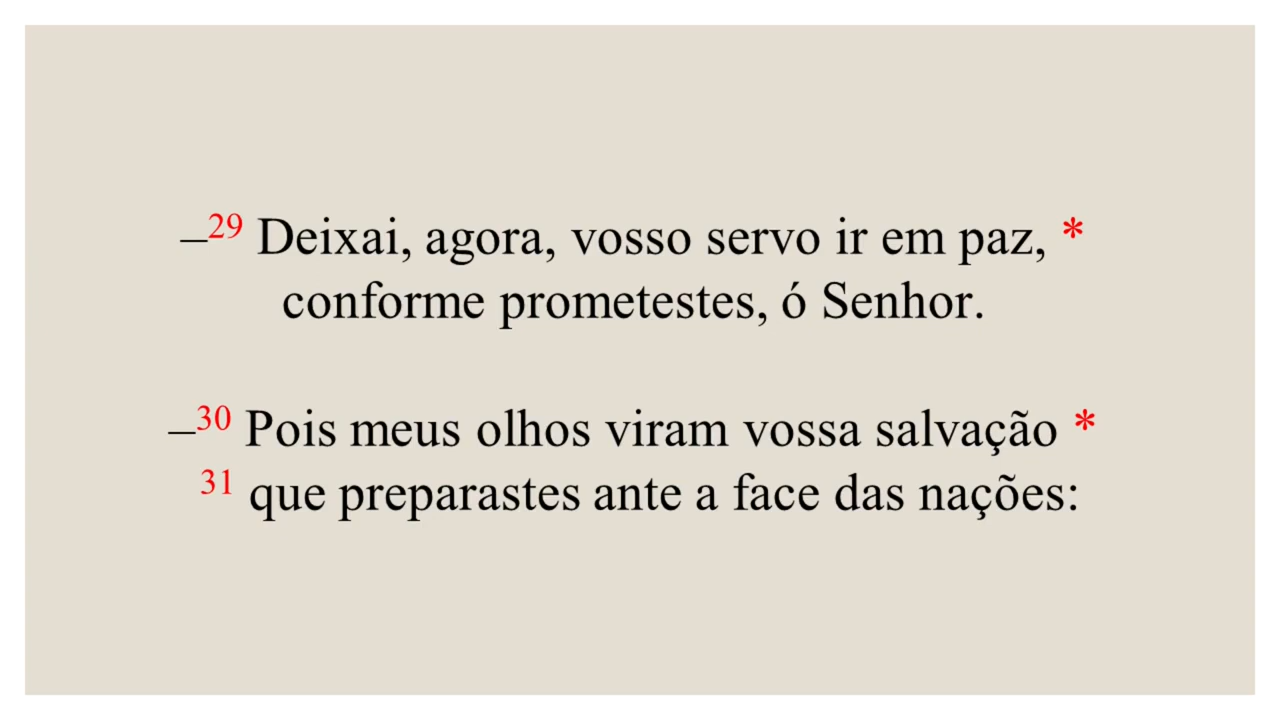 –29 Deixai, agora, vosso servo ir em paz, *
conforme prometestes, ó Senhor.
–30 Pois meus olhos viram vossa salvação *
31 que preparastes ante a face das nações: